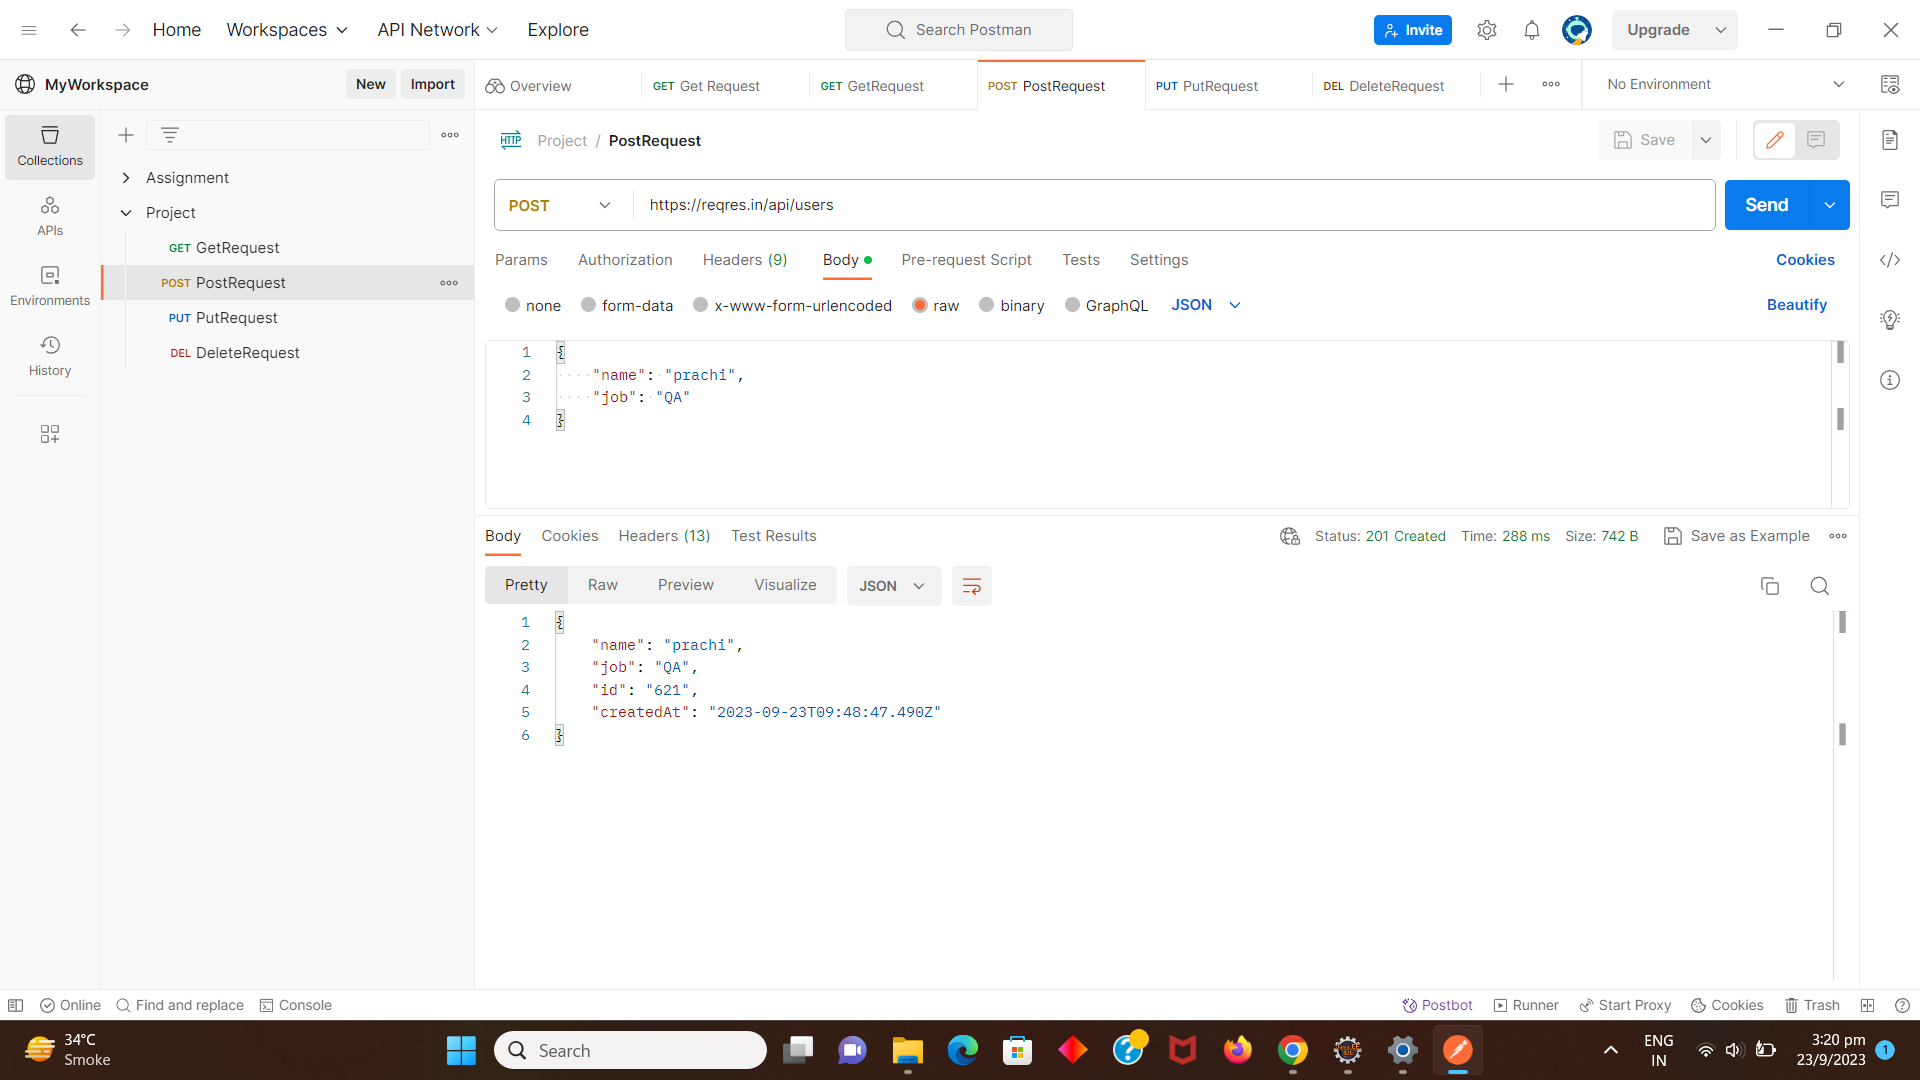 Home Workspaces API Network Explore Search Postman Invite Upgrade
MyWorkspace New Import Overview GET Get Request GET GetRequest POST PostRequest PUT PutRequest DEL DeleteRequest No Environment
Collections
APIs
Environments
History
Assignment
Project
GET GetRequest
POST PostRequest
PUT PutRequest
DEL DeleteRequest
HTTP Project / PostRequest Save
POST https://reqres.in/api/users Send
Params Authorization Headers (9) Body Pre-request Script Tests Settings Cookies
none form-data x-www-form-urlencoded raw binary GraphQL JSON Beautify
1 {
2 "name": "prachi",
3 "job": "QA"
4 }
Body Cookies Headers (13) Test Results Status: 201 Created Time: 288 ms Size: 742 B Save as Example
Pretty Raw Preview Visualize JSON
1 {
2 "name": "prachi",
3 "job": "QA",
4 "id": "621",
5 "createdAt": "2023-09-23T09:48:47.490Z"
6 }
Online Find and replace Console Postbot Runner Start Proxy Cookies Trash
34°C
Smoke
Search
ENG
IN
3:20 pm
23/9/2023
1